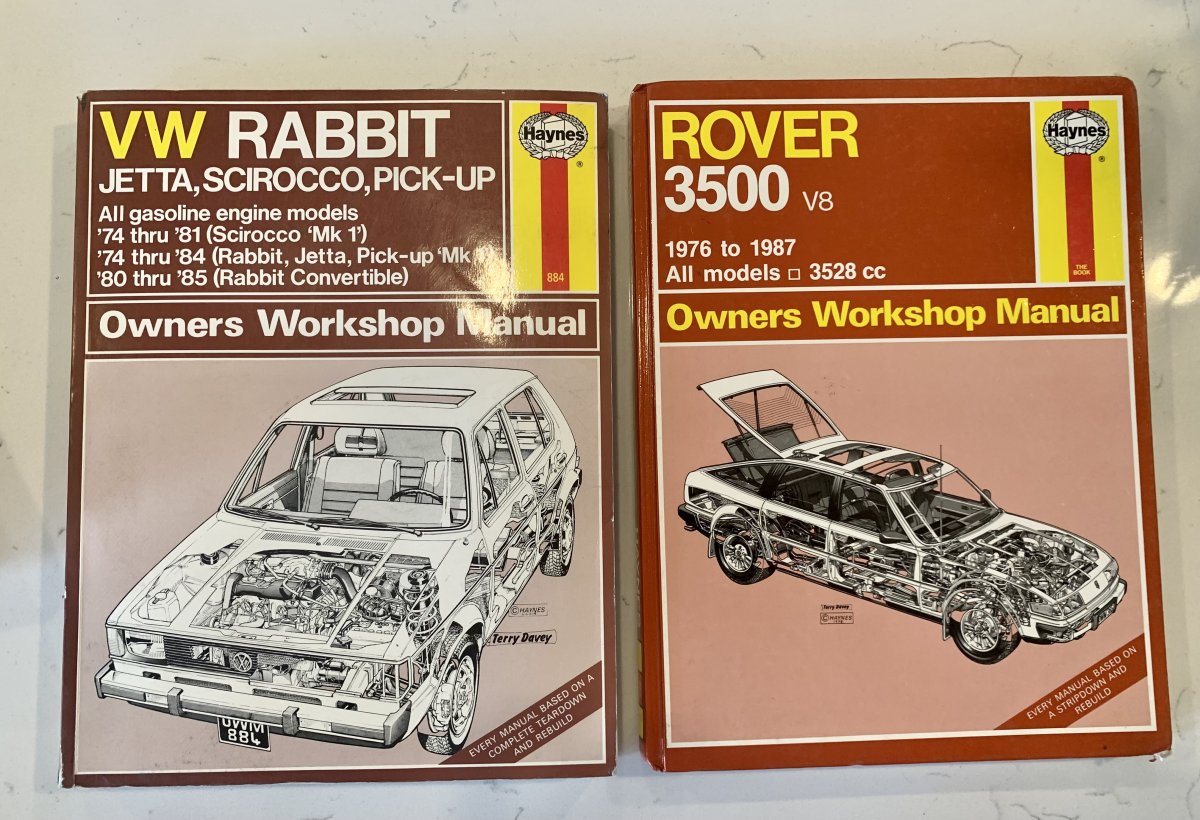 VW RABBIT
JETTA, SCIROCCO, PICK-UP
All gasoline engine models
'74 thru '81 (Scirocco 'Mk 1')
'74 thru '84 (Rabbit, Jetta, Pick-up 'Mk
'80 thru '85 (Rabbit Convertible)
Haynes
®
884
Owners Workshop Manual
© HAYNES
Terry Davey
OWM
884
EVERY MANUAL BASED ON A
COMPLETE TEARDOWN
AND REBUILD
ROVER
3500 V8
1976 to 1987
All models □ 3528 cc
Haynes
®
THE
BOOK
Owners Workshop Manual
Terry Davey
© HAYNES
EVERY MANUAL BASED ON
A STRIPDOWN AND
REBUILD